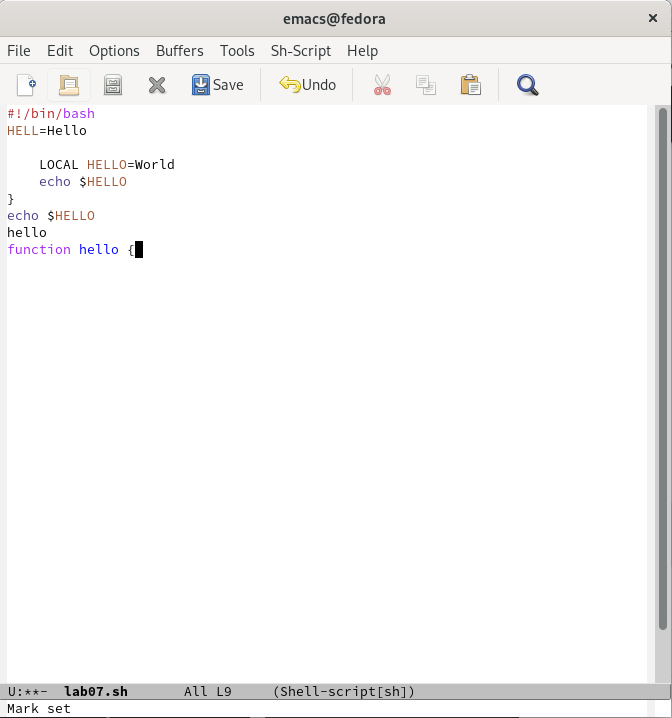 emacs@fedora ×
File Edit Options Buffers Tools Sh-Script Help
Save Undo
#!/bin/bash
HELL=Hello
    LOCAL HELLO=World
    echo $HELLO
}
echo $HELLO
hello
function hello {
U:**- lab07.sh All L9 (Shell-script[sh])
Mark set